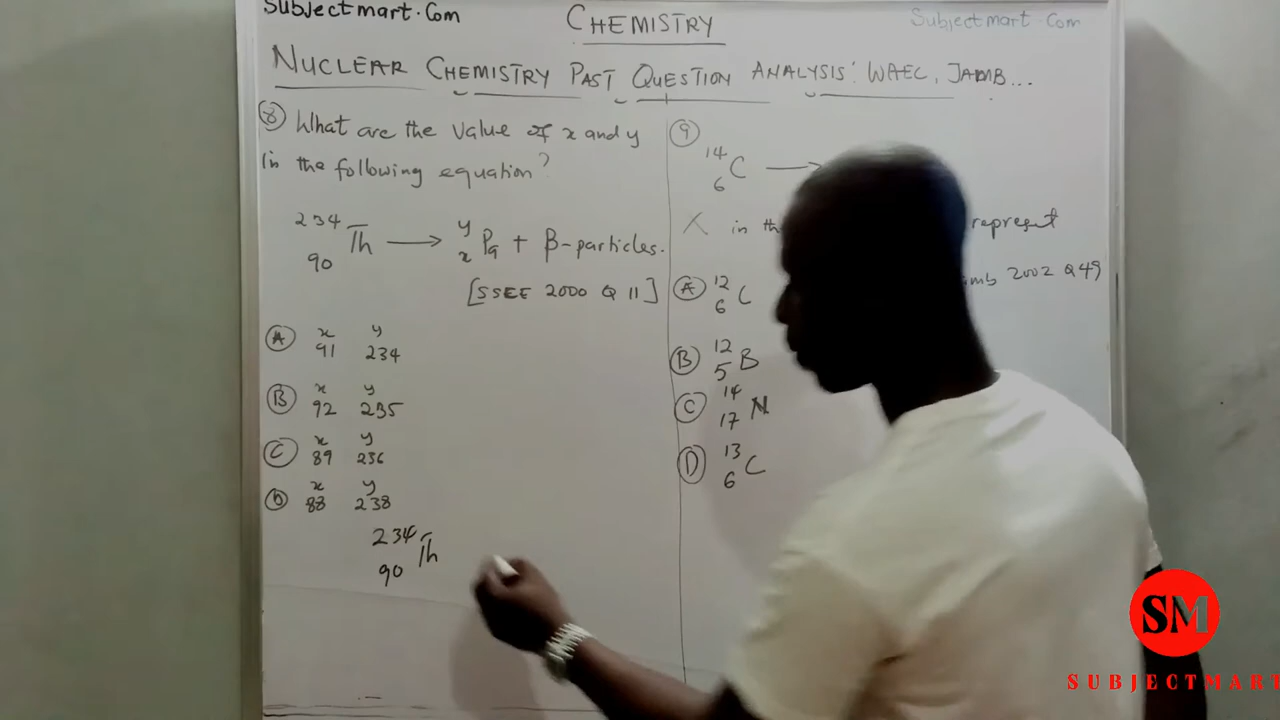 Subjectmart.Com
CHEMISTRY
Subjectmart.Com
NUCLEAR CHEMISTRY PAST QUESTION ANALYSIS: WAEC, JAMB...
⑧ What are the value of x and y
in the following equation?
234
90 Th → y
x Pa + β-particles.
[SSCE 2000 Q 11]
Ⓐ x y
91 234
Ⓑ x y
92 235
Ⓒ x y
89 236
Ⓓ x y
88 238
234
90 Th
⑨
14
6 C →
X in th represent
mb 2002 Q49
Ⓐ 12
6 C
Ⓑ 12
5 B
Ⓒ 14
17 N
Ⓓ 13
6 C
SM
SUBJECTMART